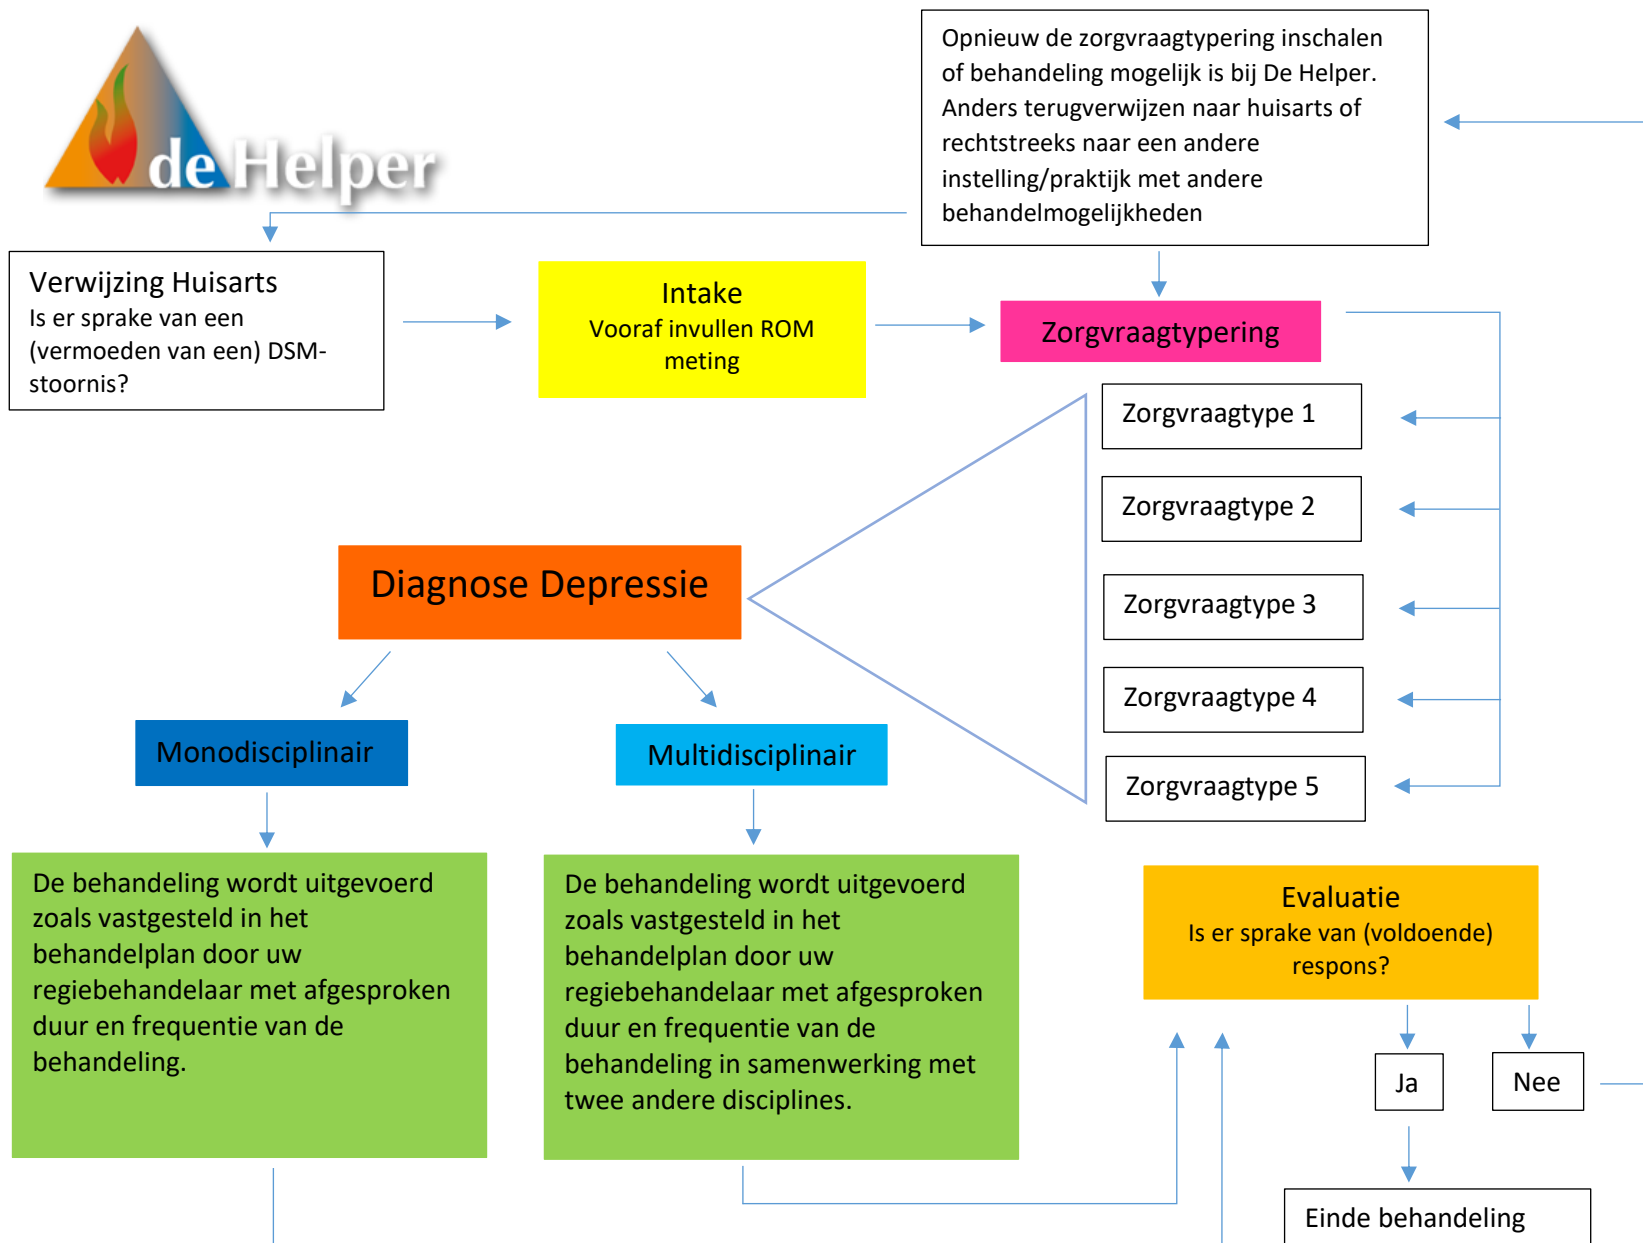 de Helper
Opnieuw de zorgvraagtypering inschalen
of behandeling mogelijk is bij De Helper.
Anders terugverwijzen naar huisarts of
rechtstreeks naar een andere
instelling/praktijk met andere
behandelmogelijkheden
Verwijzing Huisarts
Is er sprake van een
(vermoeden van een) DSM-
stoornis?
Intake
Vooraf invullen ROM
meting
Zorgvraagtypering
Zorgvraagtype 1
Zorgvraagtype 2
Zorgvraagtype 3
Zorgvraagtype 4
Zorgvraagtype 5
Diagnose Depressie
Monodisciplinair
Multidisciplinair
De behandeling wordt uitgevoerd
zoals vastgesteld in het
behandelplan door uw
regiebehandelaar met afgesproken
duur en frequentie van de
behandeling.
De behandeling wordt uitgevoerd
zoals vastgesteld in het
behandelplan door uw
regiebehandelaar met afgesproken
duur en frequentie van de
behandeling in samenwerking met
twee andere disciplines.
Evaluatie
Is er sprake van (voldoende)
respons?
Ja
Nee
Einde behandeling